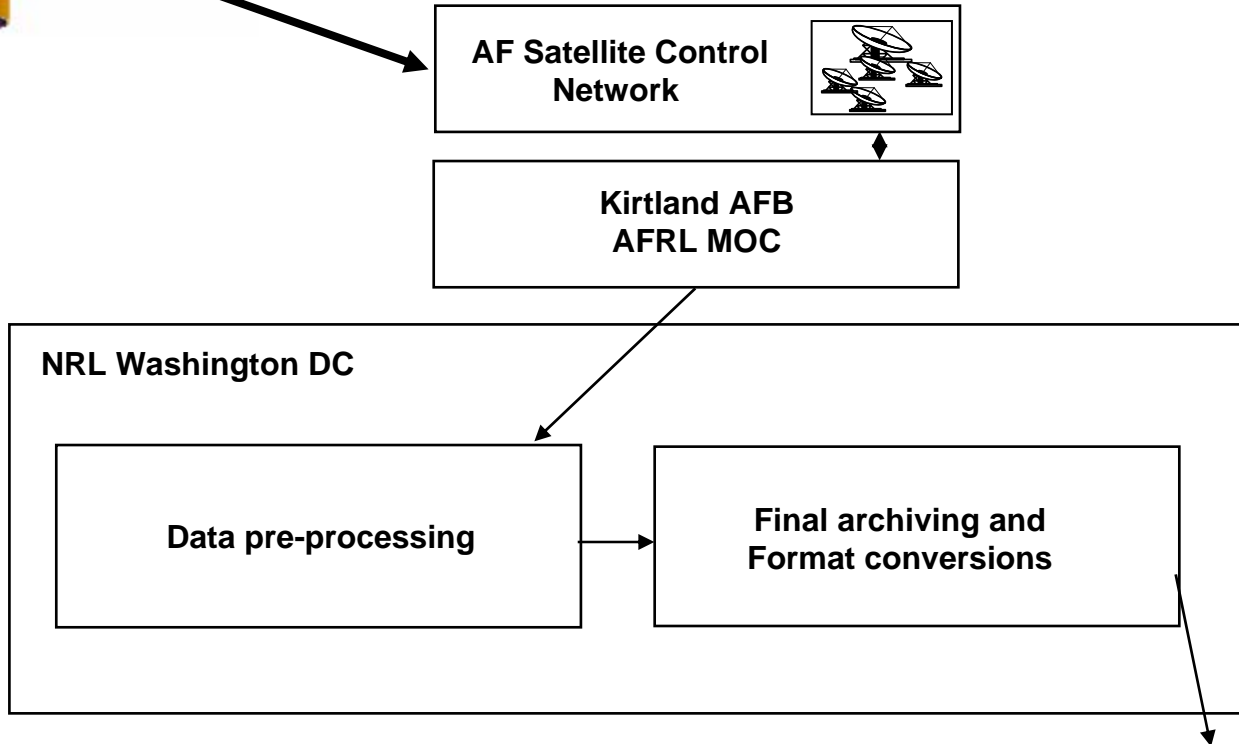 AF Satellite Control
Network
Kirtland AFB
AFRL MOC
NRL Washington DC
Data pre-processing
Final archiving and
Format conversions